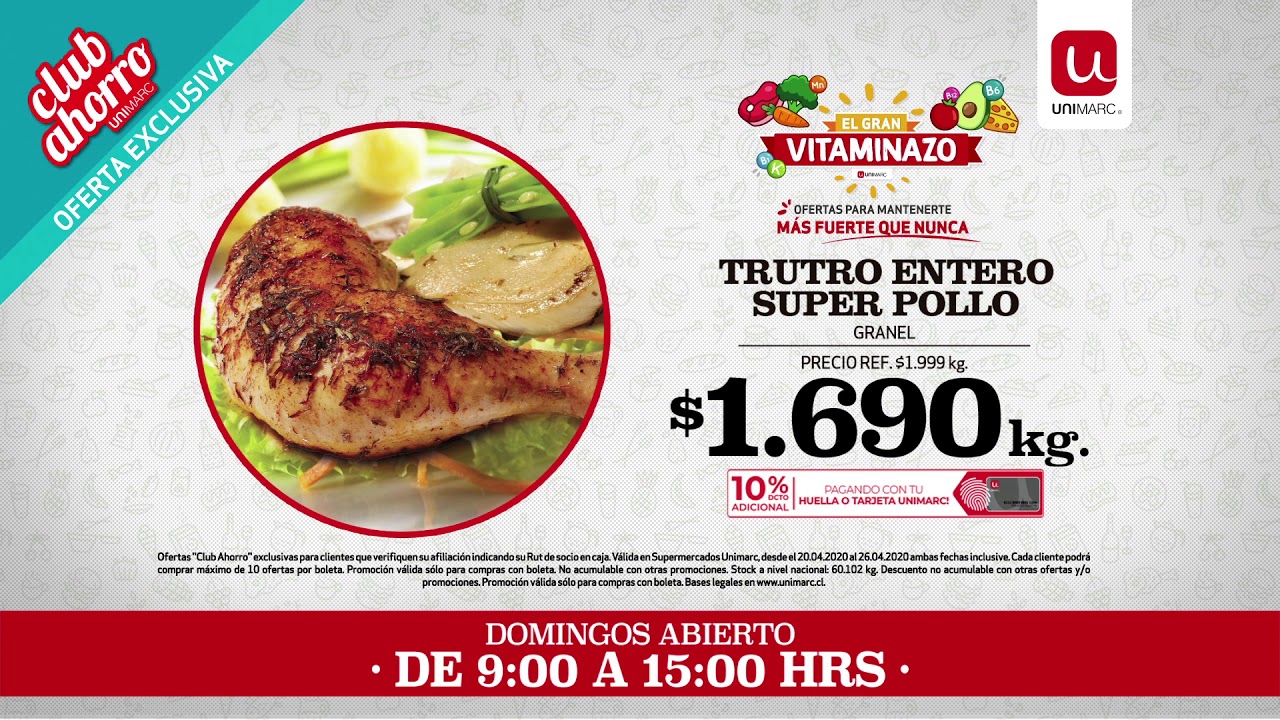 club
ahorro
UNIMARC
OFERTA EXCLUSIVA
u
UNIMARC®
Mn
B12
B6
EL GRAN
VITAMINAZO
K
UNIMARC
OFERTAS PARA MANTENERTE
MÁS FUERTE QUE NUNCA
TRUTRO ENTERO
SUPER POLLO
GRANEL
PRECIO REF. $1.999 kg.
$1.690 kg.
10% DCTO
ADICIONAL
PAGANDO CON TU
HUELLA O TARJETA UNIMARC!
Ofertas "Club Ahorro" exclusivas para clientes que verifiquen su afiliación indicando su Rut de socio en caja. Válida en Supermercados Unimarc, desde el 20.04.2020 al 26.04.2020 ambas fechas inclusive. Cada cliente podrá
comprar máximo de 10 ofertas por boleta. Promoción válida sólo para compras con boleta. No acumulable con otras promociones. Stock a nivel nacional: 60.102 kg. Descuento no acumulable con otras ofertas y/o
promociones. Promoción válida sólo para compras con boleta. Bases legales en www.unimarc.cl.
DOMINGOS ABIERTO
· DE 9:00 A 15:00 HRS ·